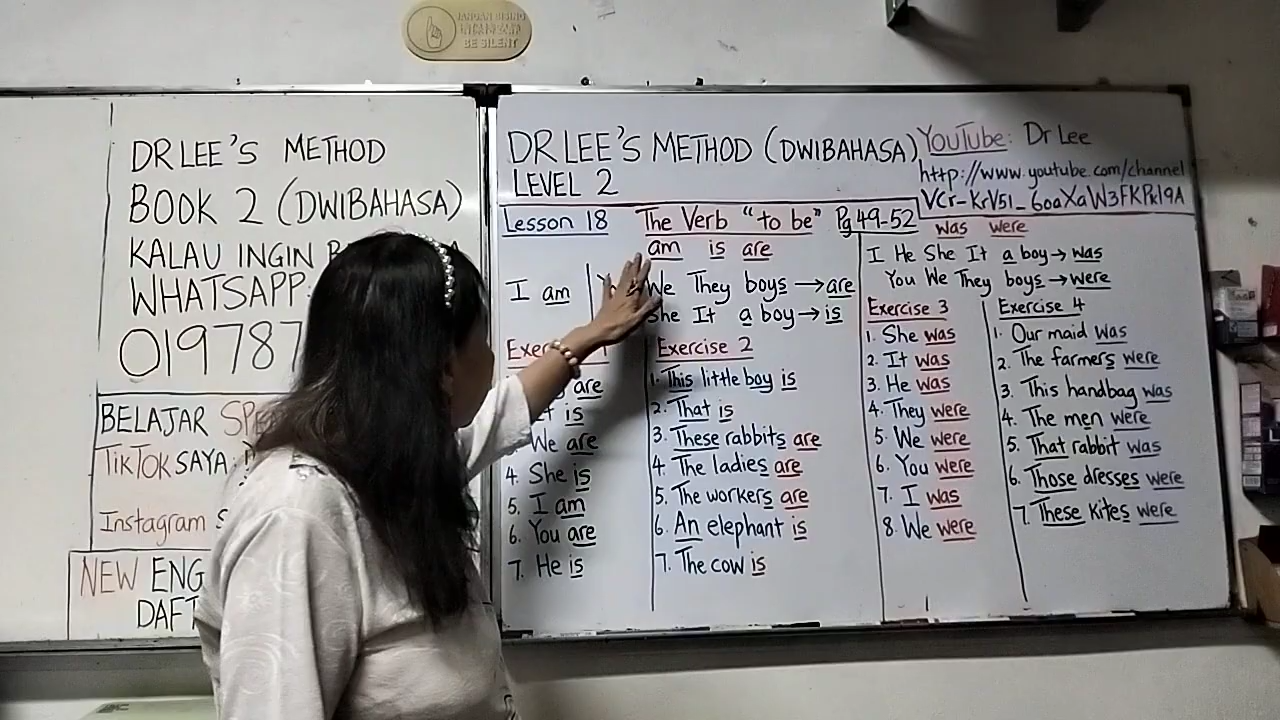 JANGAN BISING
BE SILENT
DR LEE'S METHOD
BOOK 2 (DWIBAHASA)
KALAU INGIN
WHATSAPP:
019787
BELAJAR
TikTok SAYA
Instagram
NEW ENG
DAFT
DR LEE'S METHOD (DWIBAHASA)
LEVEL 2
YouTube: Dr Lee
http://www.youtube.com/channel
VCr-KrV51_6oaXaW3FKPkl9A
Lesson 18 The Verb "to be" Pg 49-52
am is are
I am
We They boys → are
She It a boy → is
was were
I He She It a boy → was
You We They boys → were
Exercise 2
are
is
We are
4. She is
5. I am
6. You are
7. He is
1. This little boy is
2. That is
3. These rabbits are
4. The ladies are
5. The workers are
6. An elephant is
7. The cow is
Exercise 3
1. She was
2. It was
3. He was
4. They were
5. We were
6. You were
7. I was
8. We were
Exercise 4
1. Our maid was
2. The farmers were
3. This handbag was
4. The men were
5. That rabbit was
6. Those dresses were
7. These kites were